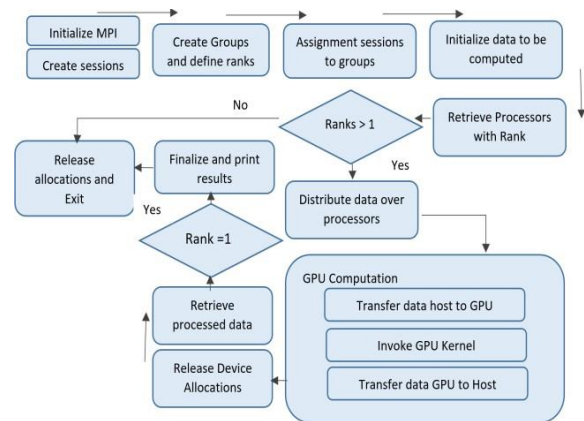 Initialize MPI
Create sessions
Create Groups
and define ranks
Assignment sessions
to groups
Initialize data to be
computed
No
Ranks > 1
Retrieve Processors
with Rank
Release
allocations and
Exit
Finalize and print
results
Yes
Distribute data over
processors
Yes
Rank =1
GPU Computation
Transfer data host to GPU
Invoke GPU Kernel
Transfer data GPU to Host
Retrieve
processed data
Release Device
Allocations